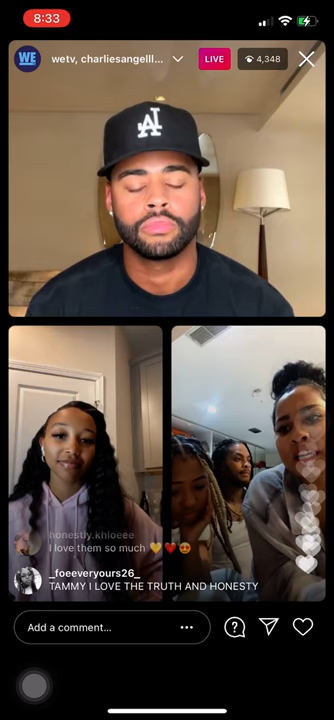 8:33
WE
wetv, charliesangelll...
LIVE
4,348
LA
honestly.khloeee
I love them so much 💛❤️😍
_foeeveryours26_
TAMMY I LOVE THE TRUTH AND HONESTY
Add a comment...